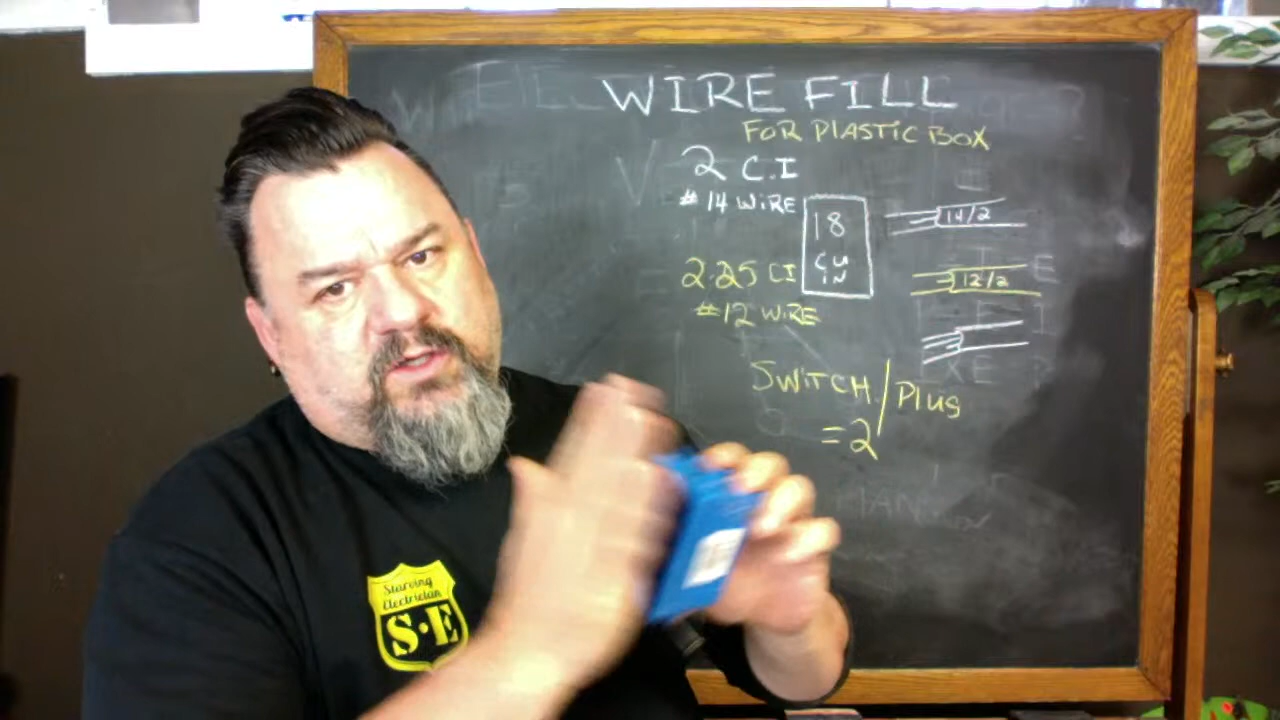 WIRE FILL
FOR PLASTIC BOX
2 C.I
#14 WIRE
18
CU
IN
14/2
2.25 CI
#12 WIRE
12/2
SWITCH/Plug
=2
Starving
Electrician
S·E